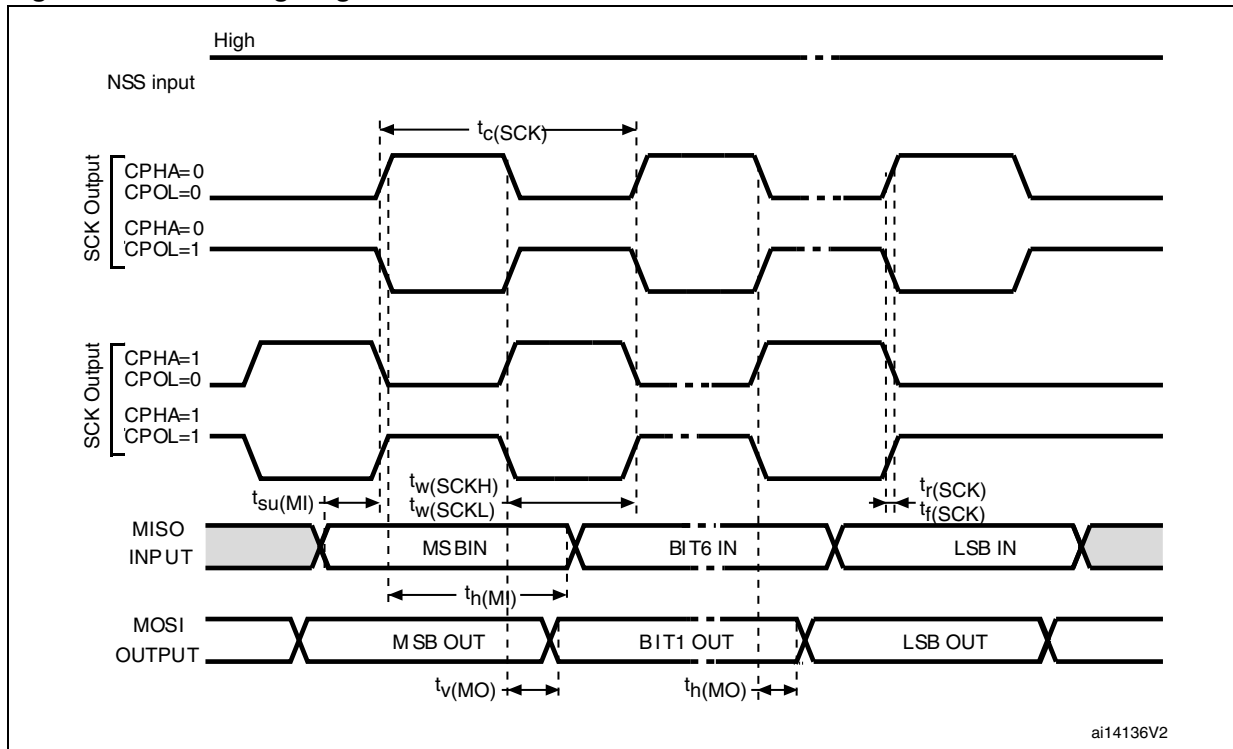 High
NSS input
tc(SCK)
SCK Output
CPHA=0
CPOL=0
CPHA=0
CPOL=1
SCK Output
CPHA=1
CPOL=0
CPHA=1
CPOL=1
tsu(MI)
tw(SCKH)
tw(SCKL)
tr(SCK)
tf(SCK)
MISO
INPUT
MSBIN
BIT6 IN
LSB IN
th(MI)
MOSI
OUTPUT
MSB OUT
BIT1 OUT
LSB OUT
tv(MO)
th(MO)
ai14136V2